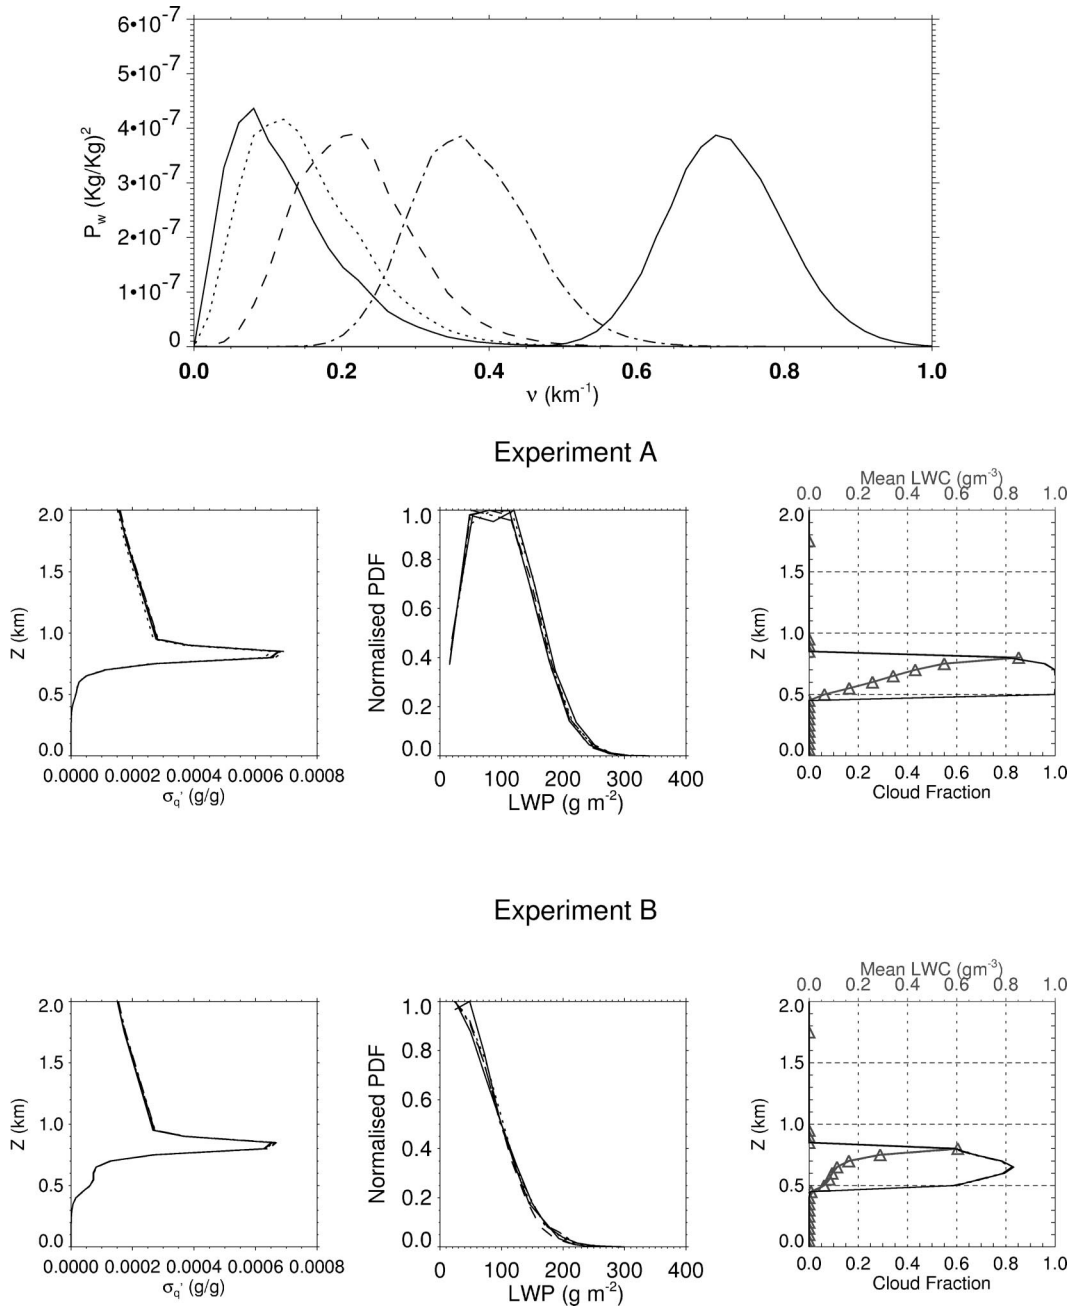 6•10⁻⁷
5•10⁻⁷
4•10⁻⁷
3•10⁻⁷
2•10⁻⁷
1•10⁻⁷
0
P_w (Kg/Kg)²
0.0 0.2 0.4 0.6 0.8 1.0
ν (km⁻¹)
Experiment A
2.0
1.5
1.0
0.5
0.0
Z (km)
0.0000 0.0002 0.0004 0.0006 0.0008
σ_q' (g/g)
1.0
0.8
0.6
0.4
0.2
0.0
Normalised PDF
0 100 200 300 400
LWP (g m⁻²)
Mean LWC (gm⁻³)
0.0 0.2 0.4 0.6 0.8 1.0
2.0
1.5
1.0
0.5
0.0
Z (km)
0.0 0.2 0.4 0.6 0.8 1.0
Cloud Fraction
Experiment B
2.0
1.5
1.0
0.5
0.0
Z (km)
0.0000 0.0002 0.0004 0.0006 0.0008
σ_q' (g/g)
1.0
0.8
0.6
0.4
0.2
0.0
Normalised PDF
0 100 200 300 400
LWP (g m⁻²)
Mean LWC (gm⁻³)
0.0 0.2 0.4 0.6 0.8 1.0
2.0
1.5
1.0
0.5
0.0
Z (km)
0.0 0.2 0.4 0.6 0.8 1.0
Cloud Fraction